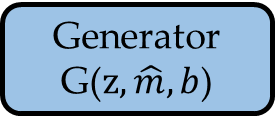 Generator
G(z, m̂, b)